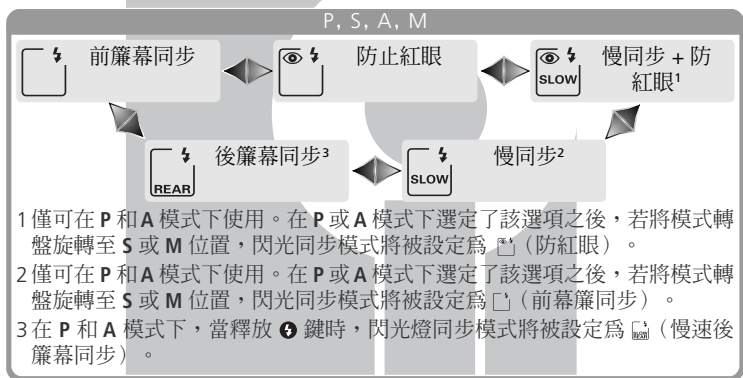 P, S, A, M
前簾幕同步
防止紅眼
SLOW
慢同步 + 防
紅眼¹
REAR
後簾幕同步³
SLOW
慢同步²
1 僅可在 P 和 A 模式下使用。在 P 或 A 模式下選定了該選項之後，若將模式轉
盤旋轉至 S 或 M 位置，閃光同步模式將被設定爲 （防紅眼）。
2 僅可在 P 和 A 模式下使用。在 P 或 A 模式下選定了該選項之後，若將模式轉
盤旋轉至 S 或 M 位置，閃光同步模式將被設定爲 （前幕簾同步）。
3 在 P 和 A 模式下，當釋放 鍵時，閃光燈同步模式將被設定爲 （慢速後
簾幕同步）。